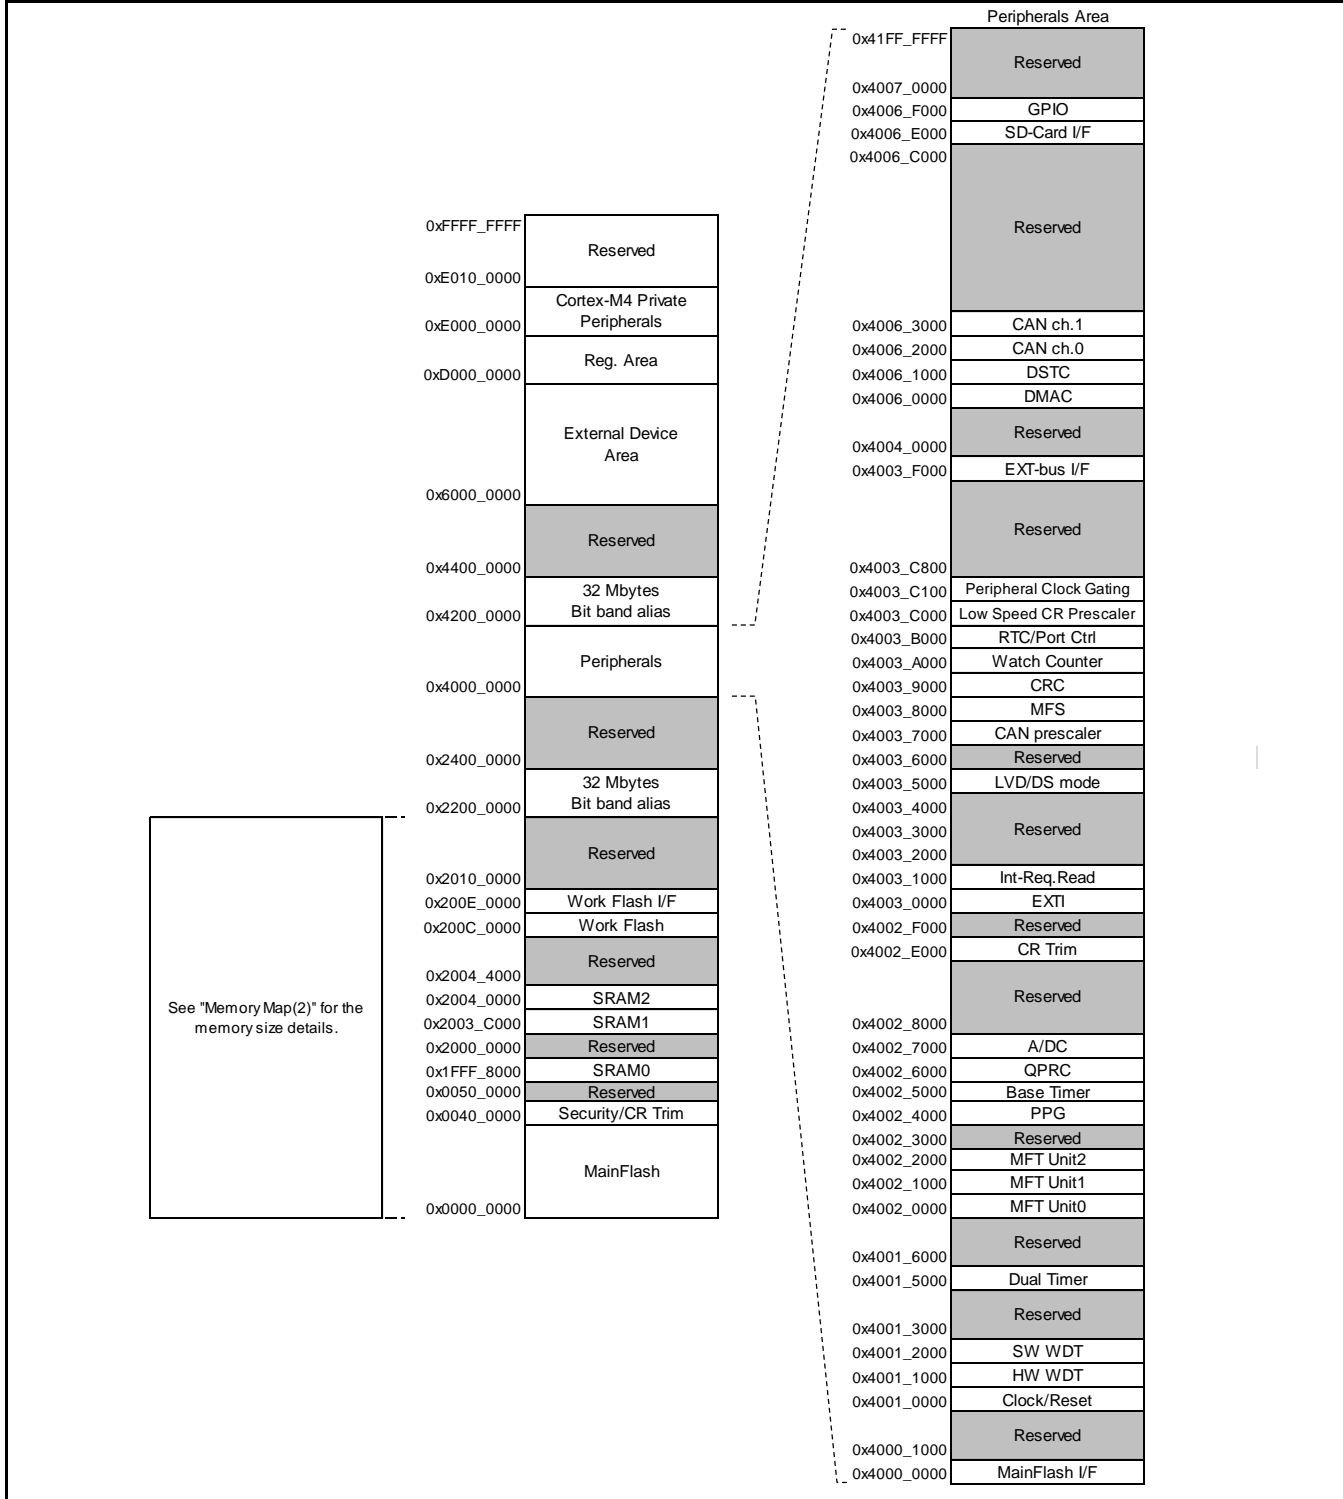 See "Memory Map(2)" for the
memory size details.
0xFFFF_FFFF
Reserved
0xE010_0000
Cortex-M4 Private
Peripherals
0xE000_0000
Reg. Area
0xD000_0000
External Device
Area
0x6000_0000
Reserved
0x4400_0000
32 Mbytes
Bit band alias
0x4200_0000
Peripherals
0x4000_0000
Reserved
0x2400_0000
32 Mbytes
Bit band alias
0x2200_0000
Reserved
0x2010_0000
0x200E_0000 Work Flash I/F
0x200C_0000 Work Flash
Reserved
0x2004_4000
0x2004_0000 SRAM2
0x2003_C000 SRAM1
0x2000_0000 Reserved
0x1FFF_8000 SRAM0
0x0050_0000 Reserved
0x0040_0000 Security/CR Trim
MainFlash
0x0000_0000
Peripherals Area
0x41FF_FFFF
Reserved
0x4007_0000
0x4006_F000 GPIO
0x4006_E000 SD-Card I/F
0x4006_C000
Reserved
0x4006_3000 CAN ch.1
0x4006_2000 CAN ch.0
0x4006_1000 DSTC
0x4006_0000 DMAC
Reserved
0x4004_0000
0x4003_F000 EXT-bus I/F
Reserved
0x4003_C800
0x4003_C100 Peripheral Clock Gating
0x4003_C000 Low Speed CR Prescaler
0x4003_B000 RTC/Port Ctrl
0x4003_A000 Watch Counter
0x4003_9000 CRC
0x4003_8000 MFS
0x4003_7000 CAN prescaler
0x4003_6000 Reserved
0x4003_5000 LVD/DS mode
0x4003_4000
0x4003_3000 Reserved
0x4003_2000
0x4003_1000 Int-Req.Read
0x4003_0000 EXTI
0x4002_F000 Reserved
0x4002_E000 CR Trim
Reserved
0x4002_8000
0x4002_7000 A/DC
0x4002_6000 QPRC
0x4002_5000 Base Timer
0x4002_4000 PPG
0x4002_3000 Reserved
0x4002_2000 MFT Unit2
0x4002_1000 MFT Unit1
0x4002_0000 MFT Unit0
Reserved
0x4001_6000
0x4001_5000 Dual Timer
Reserved
0x4001_3000
0x4001_2000 SW WDT
0x4001_1000 HW WDT
0x4001_0000 Clock/Reset
Reserved
0x4000_1000
0x4000_0000 MainFlash I/F